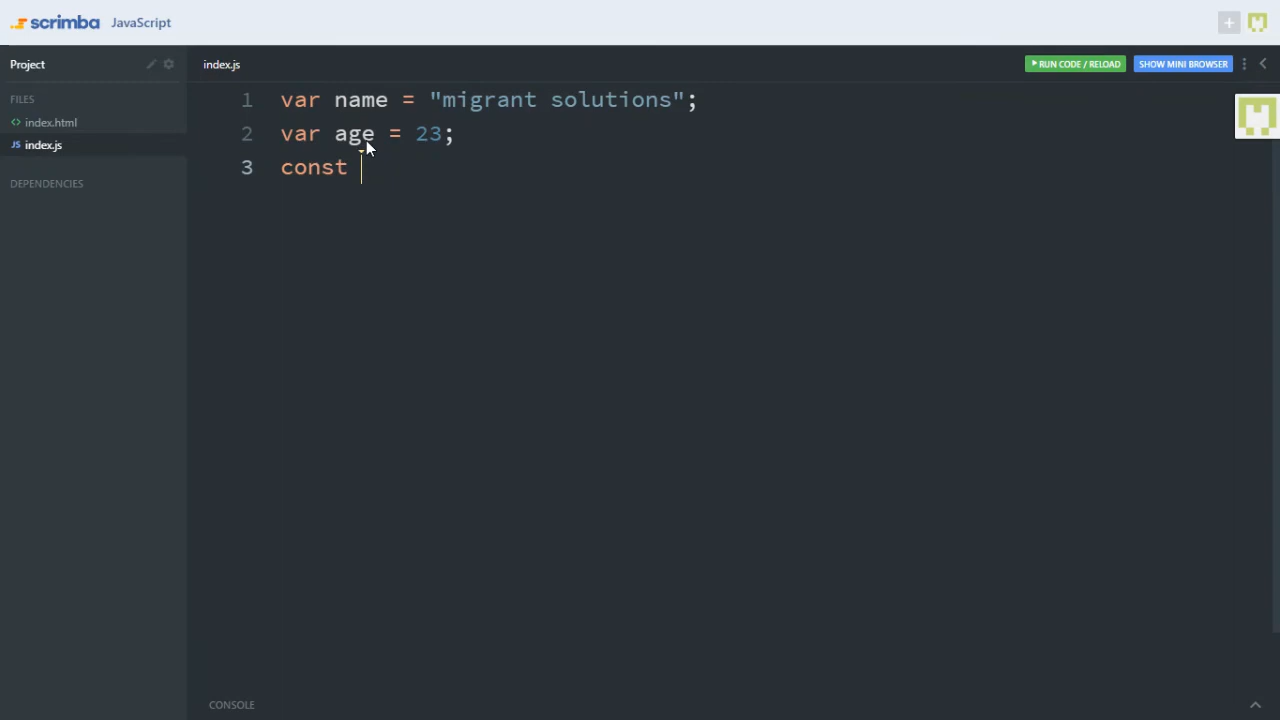 scrimba JavaScript
+
Project
index.js
RUN CODE / RELOAD
SHOW MINI BROWSER
FILES
<> index.html
JS index.js
DEPENDENCIES
1 var name = "migrant solutions";
2 var age = 23;
3 const
CONSOLE